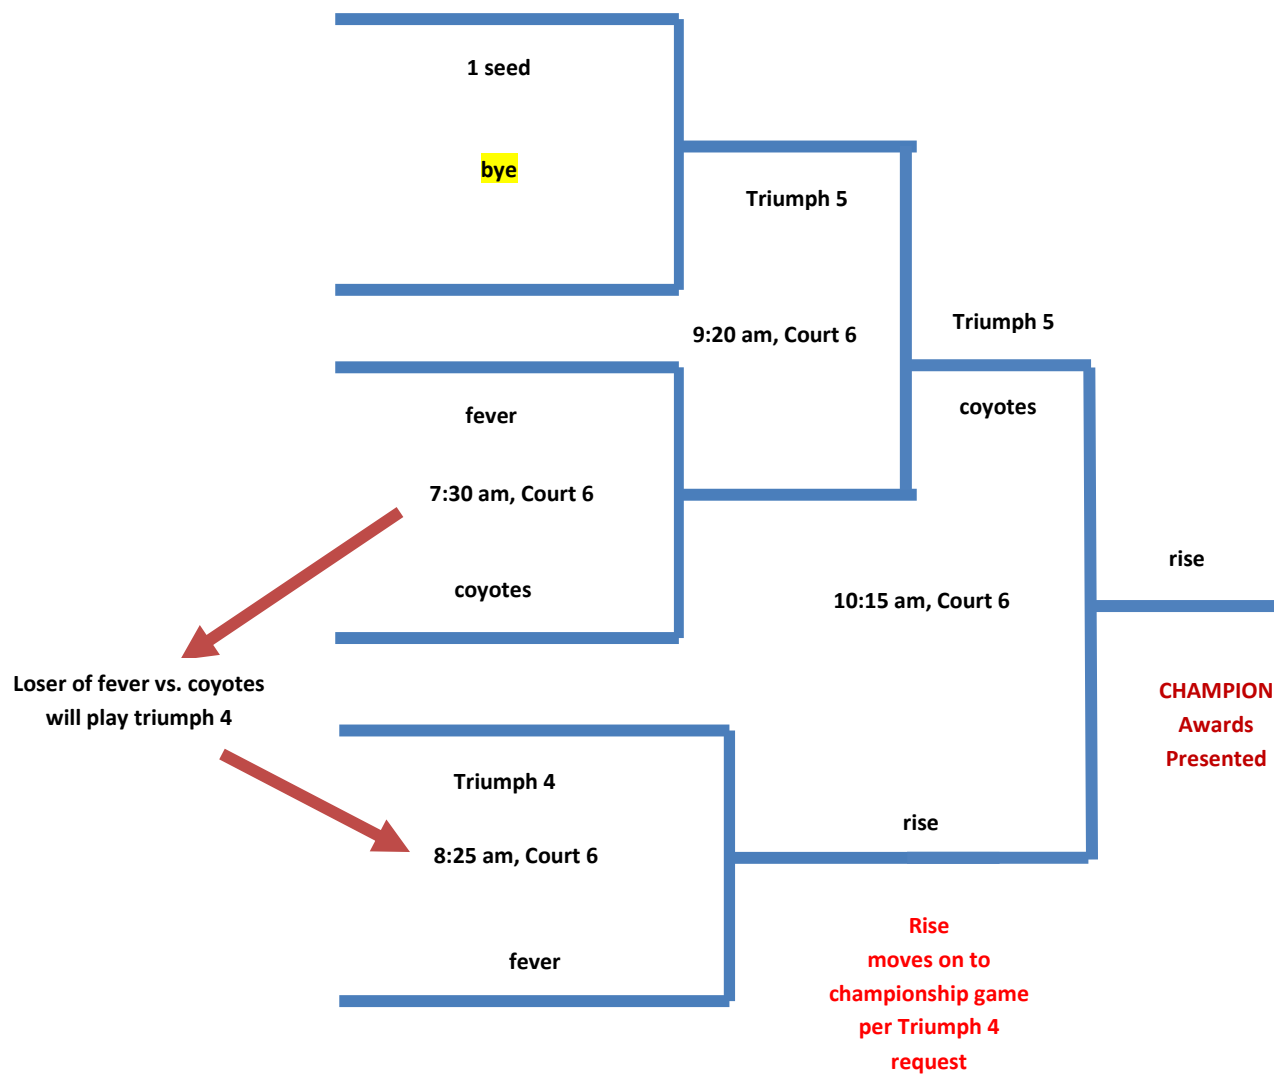 1 seed
bye
Triumph 5
9:20 am, Court 6
Triumph 5
fever
coyotes
7:30 am, Court 6
rise
coyotes
10:15 am, Court 6
Loser of fever vs. coyotes
will play triumph 4
CHAMPION
Awards
Presented
Triumph 4
rise
8:25 am, Court 6
Rise
moves on to
championship game
per Triumph 4
request
fever